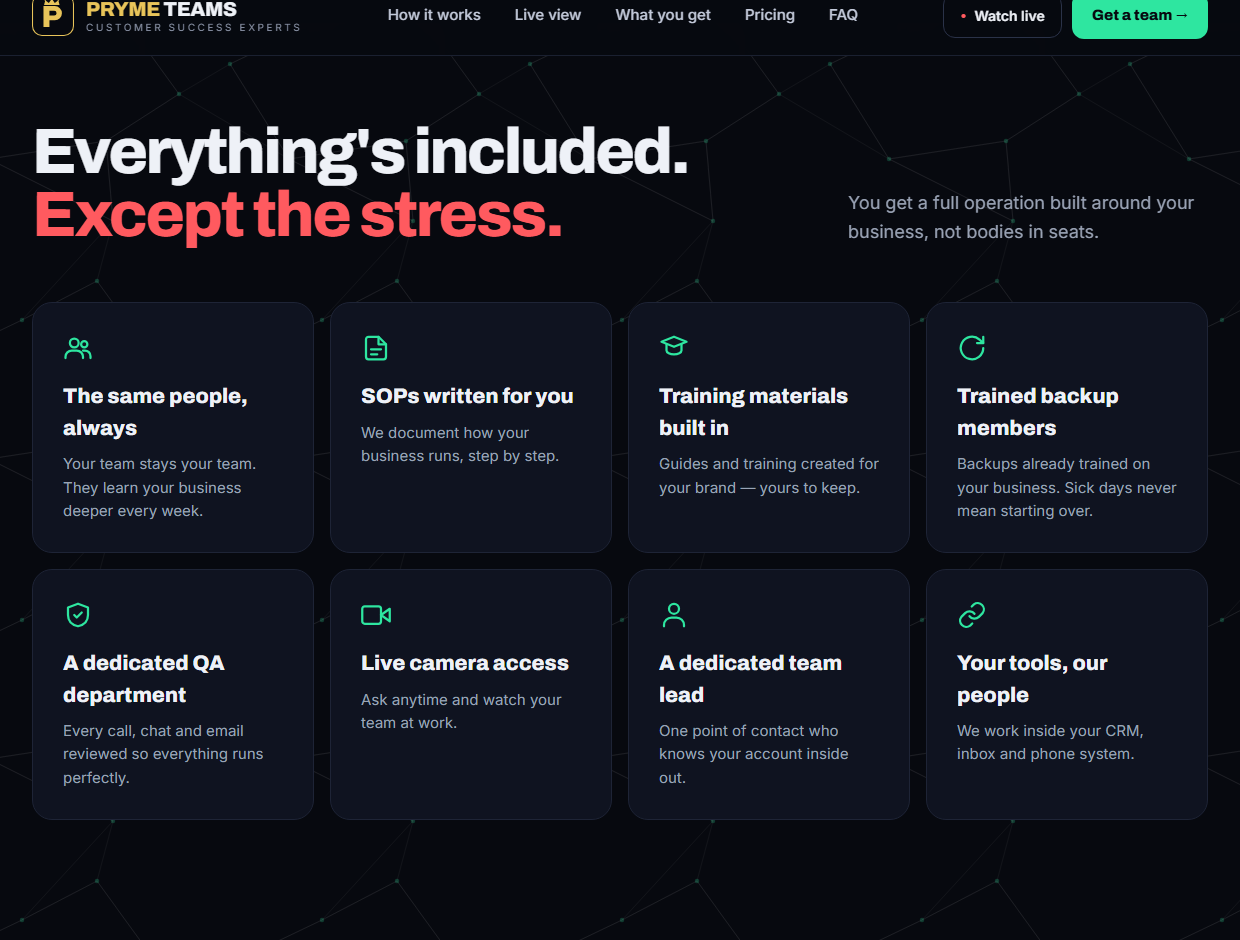 P
PRYME TEAMS
CUSTOMER SUCCESS EXPERTS
How it works
Live view
What you get
Pricing
FAQ
Watch live
Get a team →
Everything's included.
Except the stress.
You get a full operation built around your
business, not bodies in seats.
The same people,
always
Your team stays your team.
They learn your business
deeper every week.
SOPs written for you
We document how your
business runs, step by step.
Training materials
built in
Guides and training created for
your brand — yours to keep.
Trained backup
members
Backups already trained on
your business. Sick days never
mean starting over.
A dedicated QA
department
Every call, chat and email
reviewed so everything runs
perfectly.
Live camera access
Ask anytime and watch your
team at work.
A dedicated team
lead
One point of contact who
knows your account inside
out.
Your tools, our
people
We work inside your CRM,
inbox and phone system.